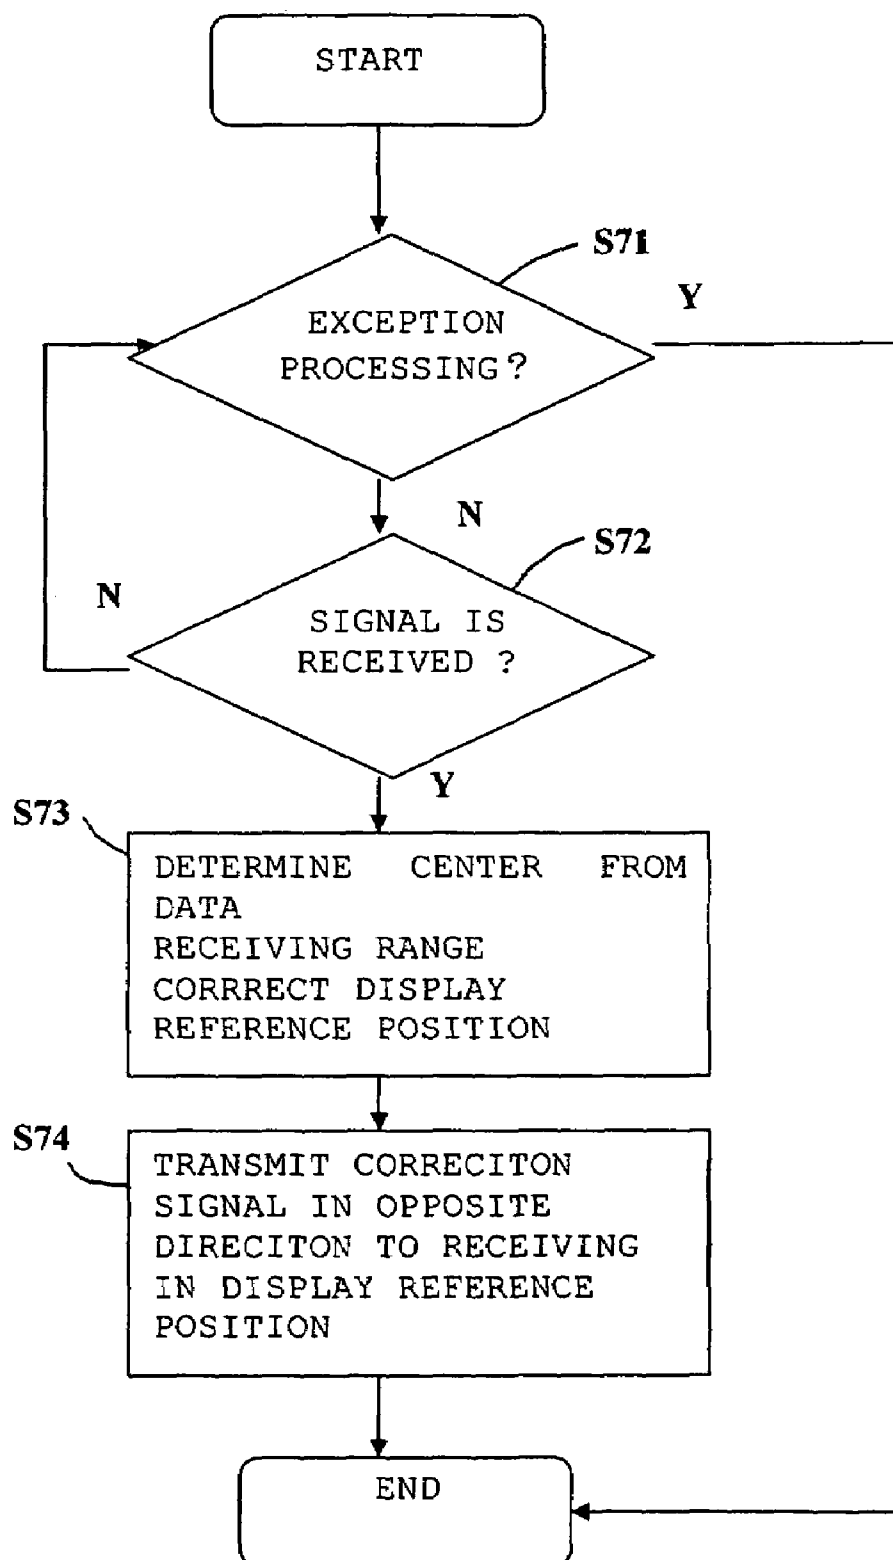 START
S71
Y
EXCEPTION
PROCESSING?
N
S72
N
SIGNAL IS
RECEIVED ?
Y
S73
DETERMINE CENTER FROM
DATA
RECEIVING RANGE
CORRRECT DISPLAY
REFERENCE POSITION
S74
TRANSMIT CORRECITON
SIGNAL IN OPPOSITE
DIRECITON TO RECEIVING
IN DISPLAY REFERENCE
POSITION
END